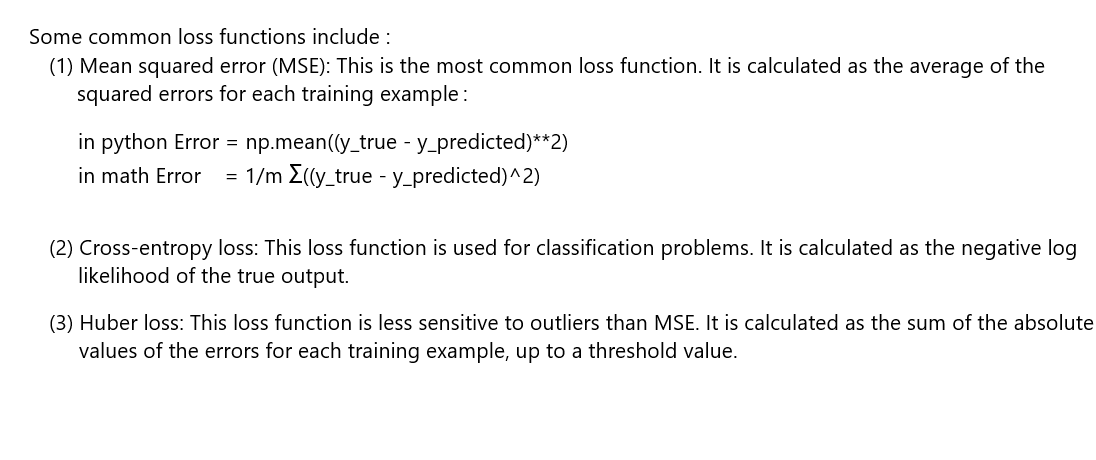 Some common loss functions include :
(1) Mean squared error (MSE): This is the most common loss function. It is calculated as the average of the
squared errors for each training example :
in python Error = np.mean((y_true - y_predicted)**2)
in math Error = 1/m Σ((y_true - y_predicted)^2)
(2) Cross-entropy loss: This loss function is used for classification problems. It is calculated as the negative log
likelihood of the true output.
(3) Huber loss: This loss function is less sensitive to outliers than MSE. It is calculated as the sum of the absolute
values of the errors for each training example, up to a threshold value.